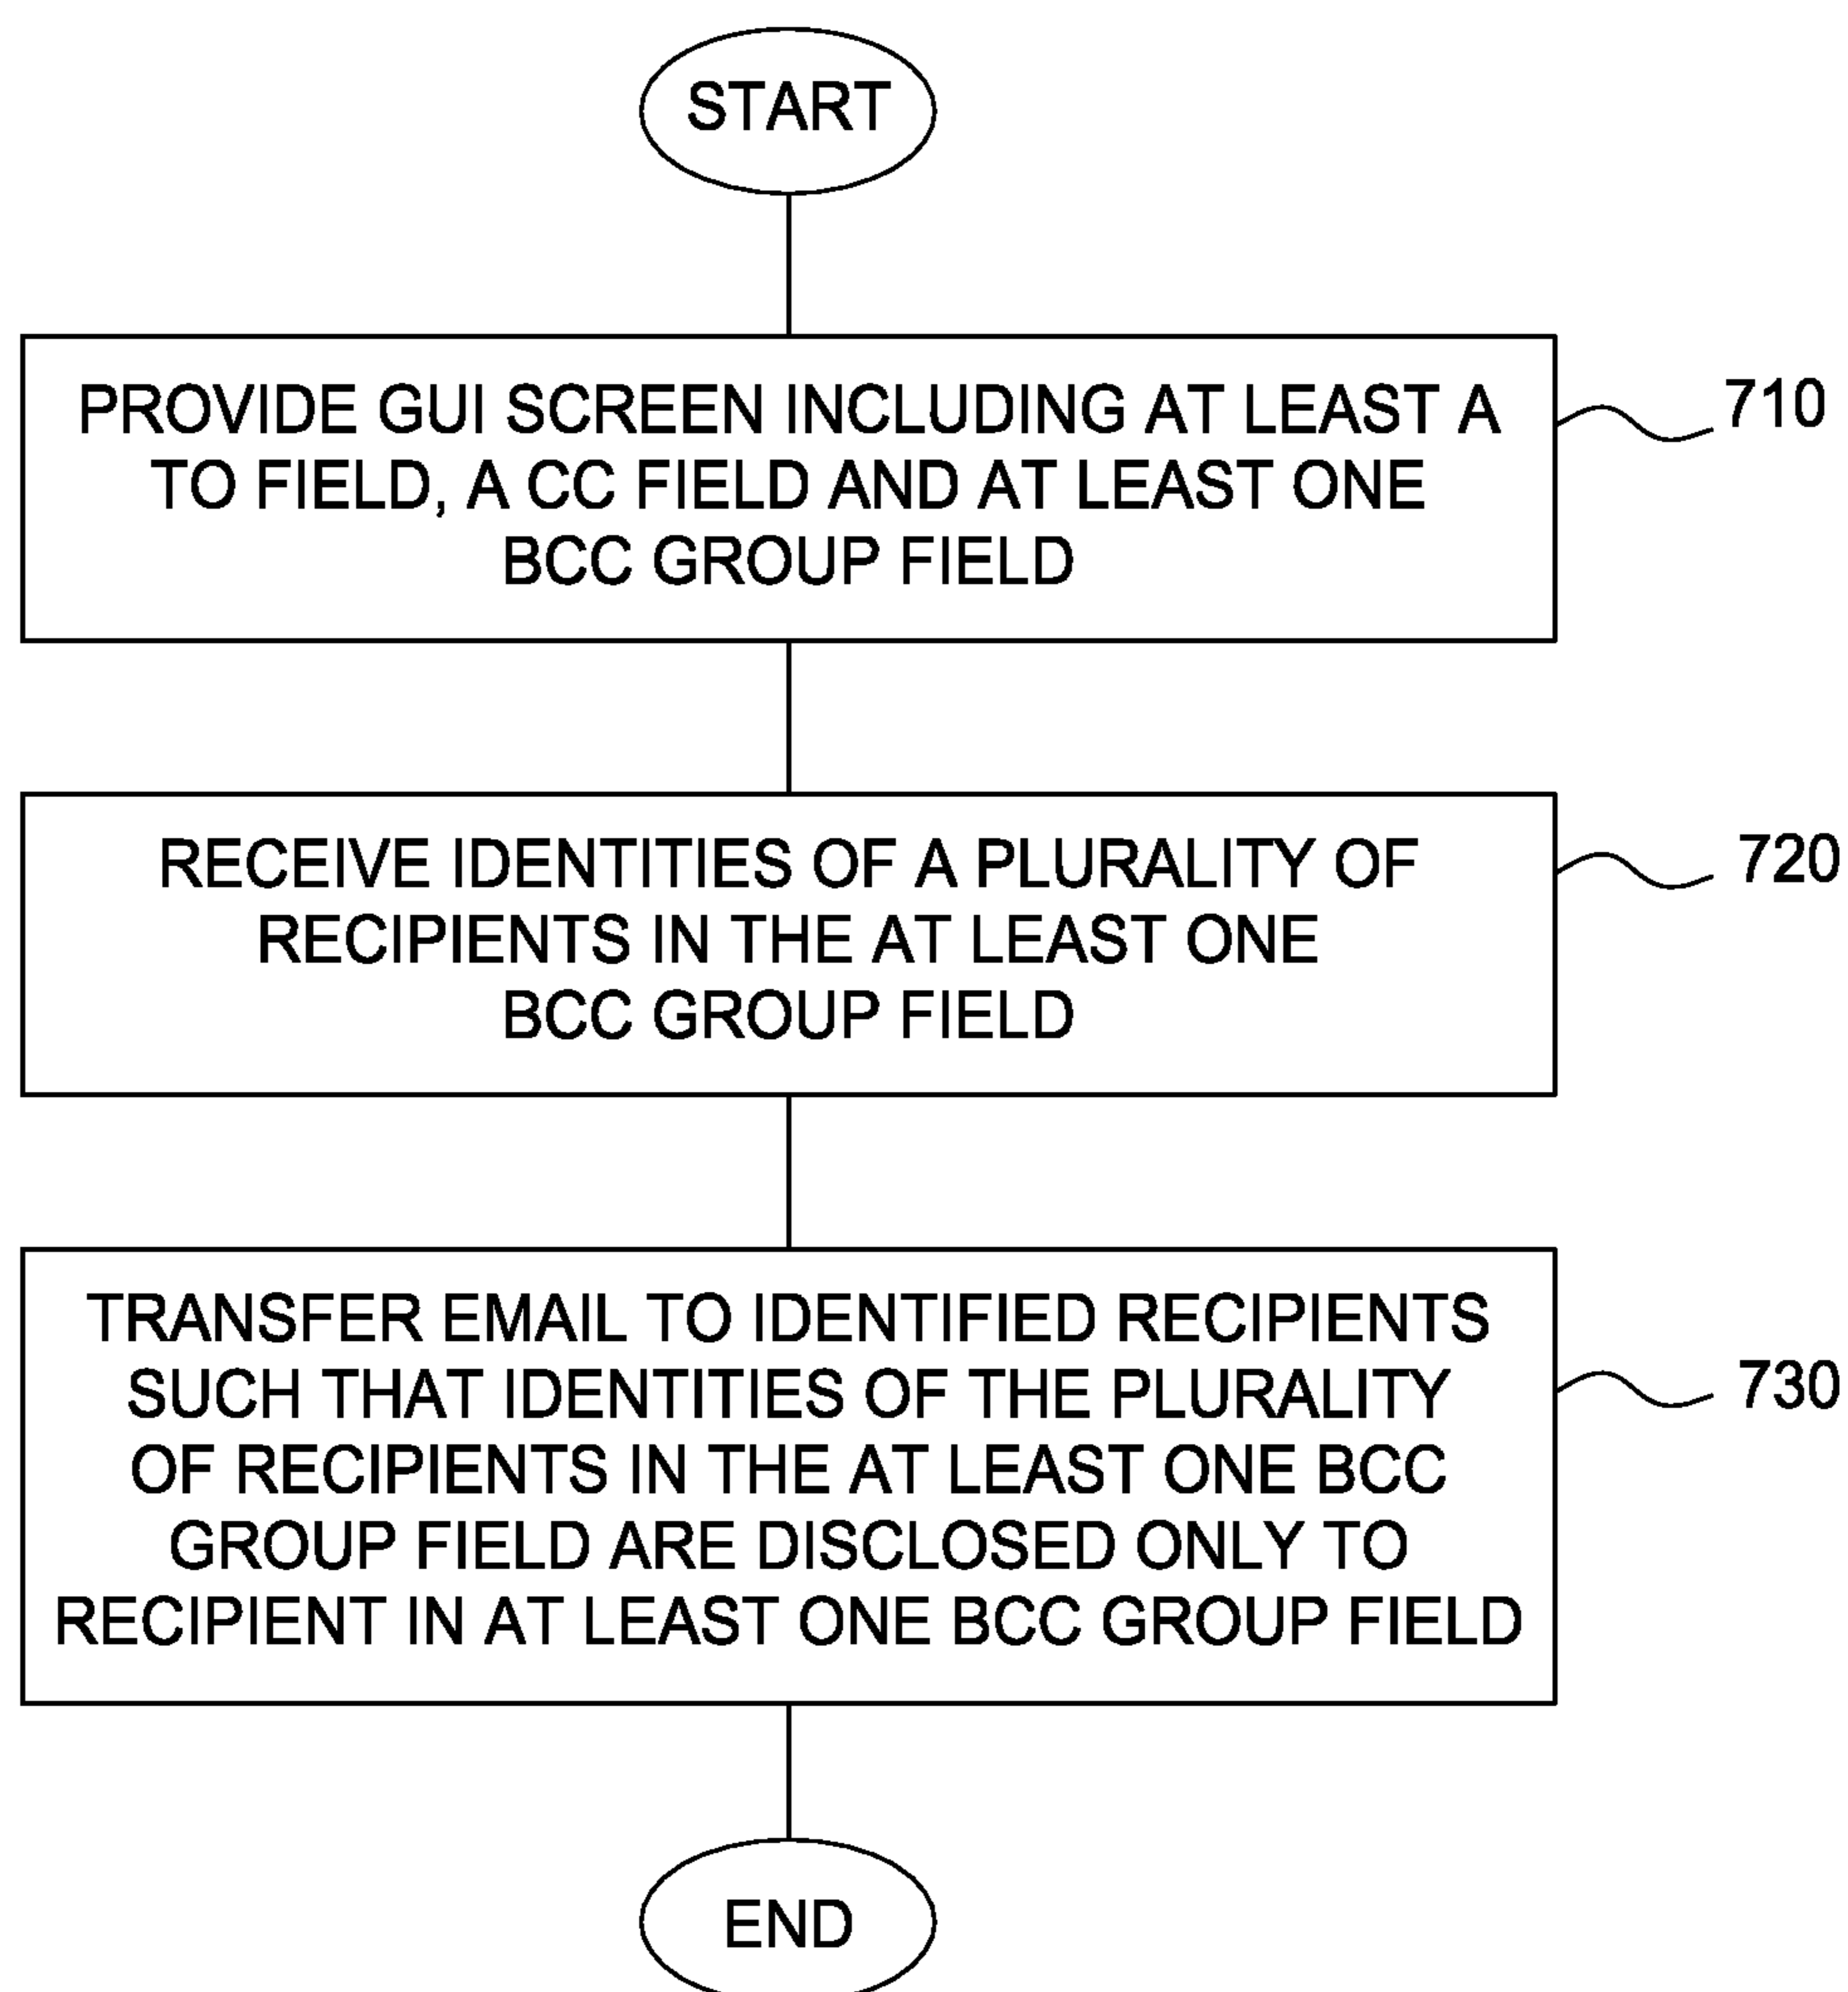 START
PROVIDE GUI SCREEN INCLUDING AT LEAST A
TO FIELD, A CC FIELD AND AT LEAST ONE
BCC GROUP FIELD
710
RECEIVE IDENTITIES OF A PLURALITY OF
RECIPIENTS IN THE AT LEAST ONE
BCC GROUP FIELD
720
TRANSFER EMAIL TO IDENTIFIED RECIPIENTS
SUCH THAT IDENTITIES OF THE PLURALITY
OF RECIPIENTS IN THE AT LEAST ONE BCC
GROUP FIELD ARE DISCLOSED ONLY TO
RECIPIENT IN AT LEAST ONE BCC GROUP FIELD
730
END